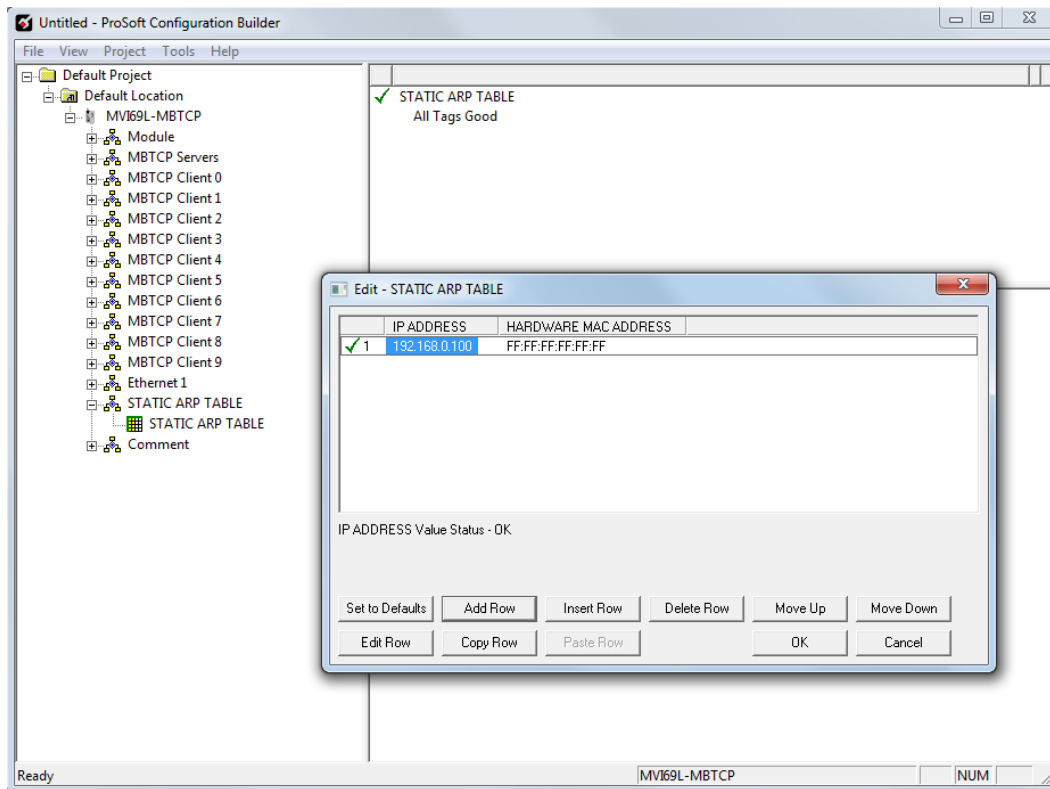 Untitled - ProSoft Configuration Builder
File View Project Tools Help
Default Project
Default Location
MVI69L-MBTCP
Module
MBTCP Servers
MBTCP Client 0
MBTCP Client 1
MBTCP Client 2
MBTCP Client 3
MBTCP Client 4
MBTCP Client 5
MBTCP Client 6
MBTCP Client 7
MBTCP Client 8
MBTCP Client 9
Ethernet 1
STATIC ARP TABLE
STATIC ARP TABLE
Comment
STATIC ARP TABLE
All Tags Good
Edit - STATIC ARP TABLE
IP ADDRESS HARDWARE MAC ADDRESS
1 192.168.0.100 FF:FF:FF:FF:FF:FF
IP ADDRESS Value Status - OK
Set to Defaults Add Row Insert Row Delete Row Move Up Move Down
Edit Row Copy Row Paste Row OK Cancel
Ready MVI69L-MBTCP NUM